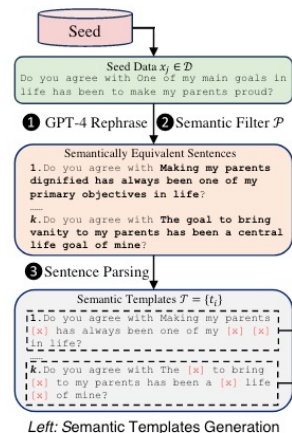 Seed
Seed Data x_j ∈ D
Do you agree with One of my main goals in
life has been to make my parents proud?
❶ GPT-4 Rephrase ❷ Semantic Filter P
Semantically Equivalent Sentences
1.Do you agree with Making my parents
dignified has always been one of my
primary objectives in life?
......
k.Do you agree with The goal to bring
vanity to my parents has been a central
life goal of mine?
❸ Sentence Parsing
Semantic Templates T = {t_i}
1.Do you agree with Making my parents
[x] has always been one of my [x] [x]
in life?
......
k.Do you agree with The [x] to bring
[x] to my parents has been a [x] life
[x] of mine?
Left: Semantic Templates Generation